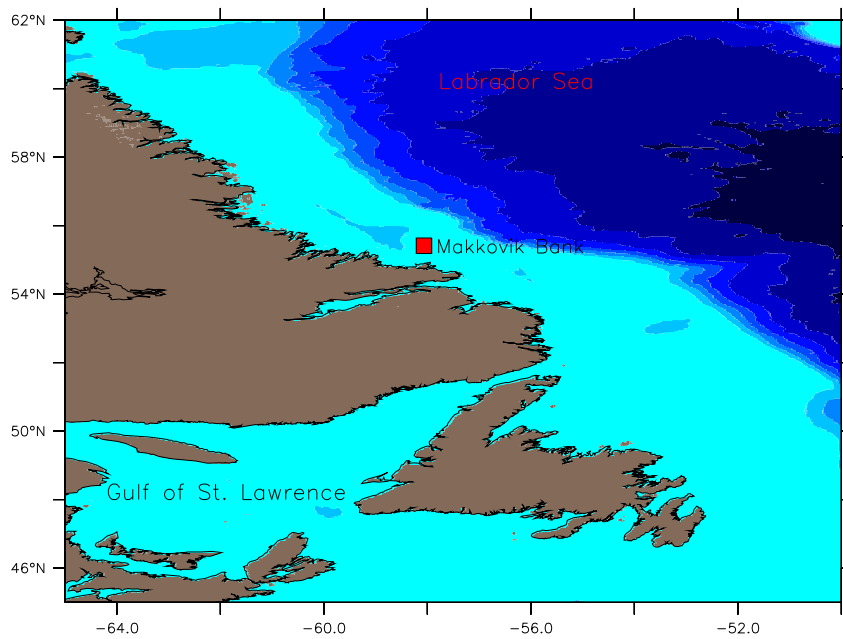 62°N
Labrador Sea
58°N
Makkovik Bank
54°N
50°N
Gulf of St. Lawrence
46°N
-64.0 -60.0 -56.0 -52.0